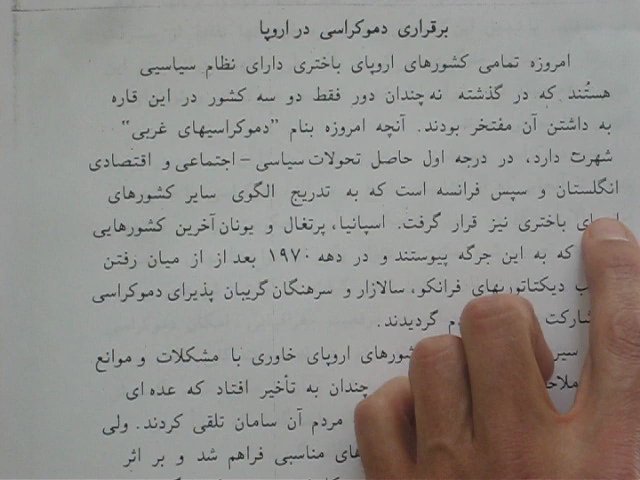 برقراری دموکراسی در اروپا
امروزه تمامی کشورهای اروپای باختری دارای نظام سیاسیی
هستُند که در گذشته نه چندان دور فقط دو سه کشور در این قاره
به داشتن آن مفتخر بودند. آنچه امروزه بنام "دموکراسیهای غربی"
شهرت دارد، در درجه اول حاصل تحولات سیاسی – اجتماعی و اقتصادی
انگلستان و سپس فرانسه است که به تدریج الگوی سایر کشورهای
باختری نیز قرار گرفت. اسپانیا، پرتغال و یونان آخرین کشورهایی
که به این جرگه پیوستند و در دهه ۱۹۷۰ بعد از از میان رفتن
دیکتاتوریهای فرانکو، سالازار و سرهنگان گریبان پذیرای دموکراسی
گردیدند.
سیر اروپای خاوری با مشکلات و موانع
چندان به تأخیر افتاد که عده ای
مردم آن سامان تلقی کردند. ولی
مناسبی فراهم شد و بر اثر